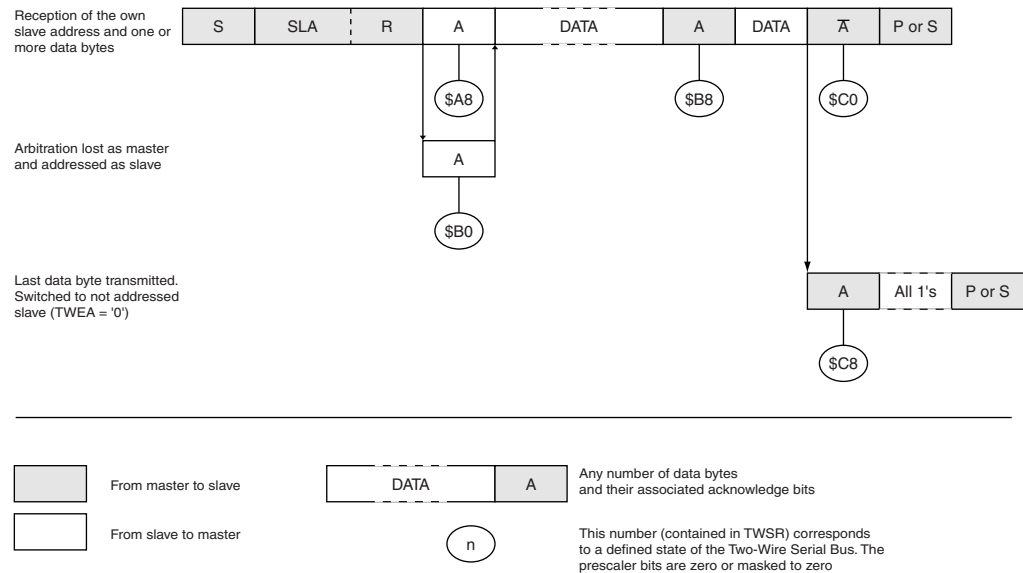 Reception of the own
slave address and one or
more data bytes
S SLA R A DATA A DATA A̅ P or S
$A8 $B8 $C0
Arbitration lost as master
and addressed as slave
A
$B0
Last data byte transmitted.
Switched to not addressed
slave (TWEA = '0')
A All 1's P or S
$C8
From master to slave
DATA A
Any number of data bytes
and their associated acknowledge bits
From slave to master
n
This number (contained in TWSR) corresponds
to a defined state of the Two-Wire Serial Bus. The
prescaler bits are zero or masked to zero